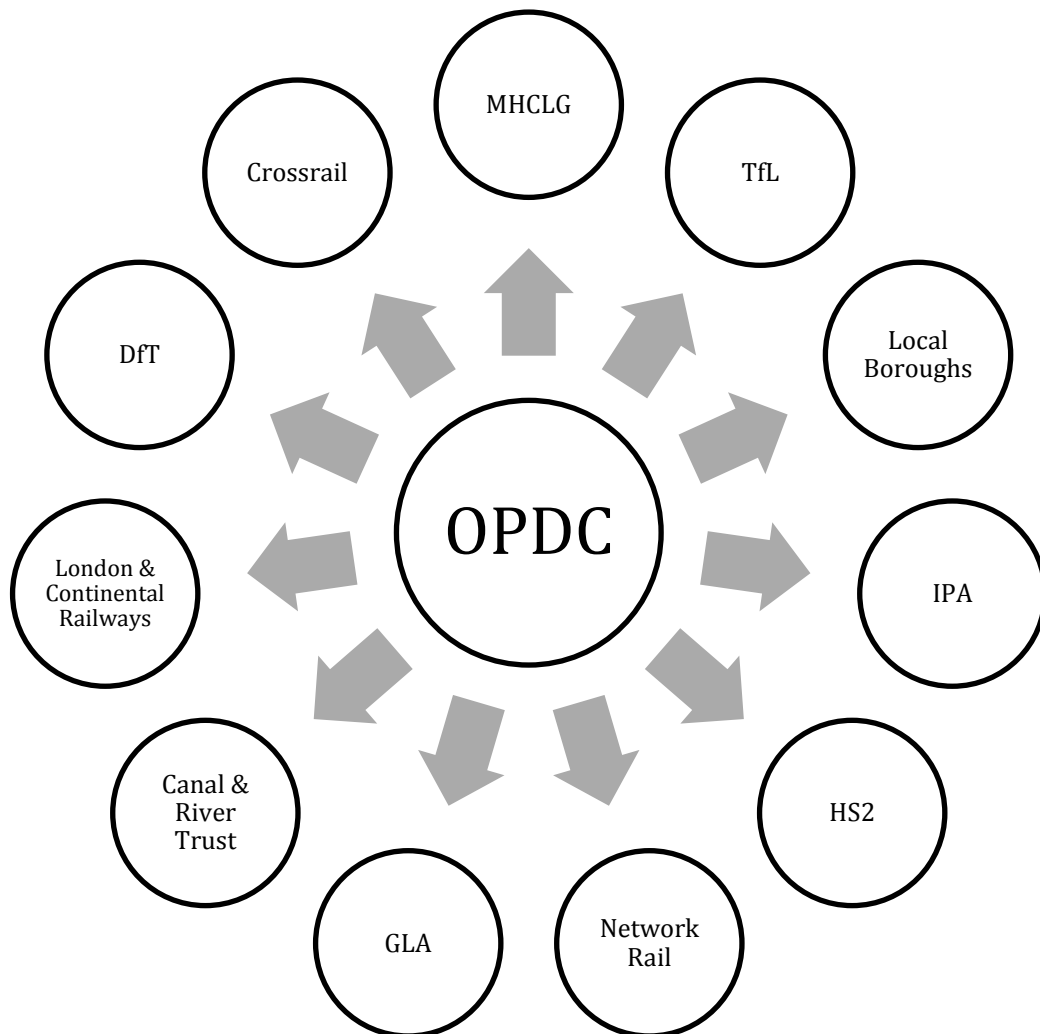 MHCLG
TfL
Local
Boroughs
IPA
HS2
Network
Rail
GLA
Canal &
River
Trust
London &
Continental
Railways
DfT
Crossrail
OPDC